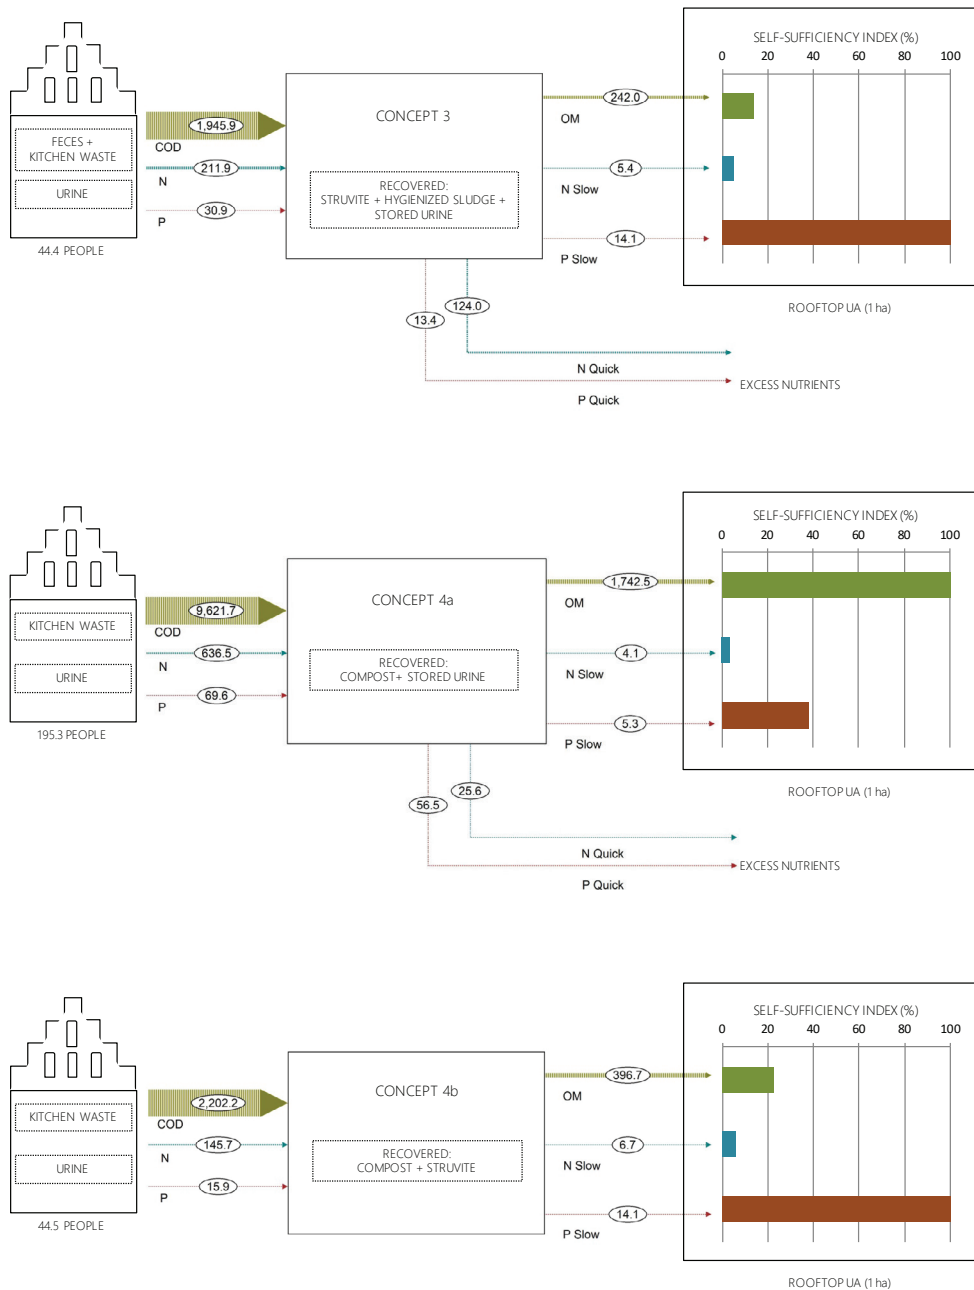 SELF-SUFFICIENCY INDEX (%)
0 20 40 60 80 100
FECES +
KITCHEN WASTE
URINE
44.4 PEOPLE
1,945.9
COD
211.9
N
30.9
P
CONCEPT 3
RECOVERED:
STRUVITE + HYGIENIZED SLUDGE +
STORED URINE
242.0
OM
5.4
N Slow
14.1
P Slow
124.0
13.4
N Quick
P Quick
EXCESS NUTRIENTS
ROOFTOP UA (1 ha)
SELF-SUFFICIENCY INDEX (%)
0 20 40 60 80 100
KITCHEN WASTE
URINE
195.3 PEOPLE
9,621.7
COD
636.5
N
69.6
P
CONCEPT 4a
RECOVERED:
COMPOST+ STORED URINE
1,742.5
OM
4.1
N Slow
5.3
P Slow
25.6
56.5
N Quick
P Quick
EXCESS NUTRIENTS
ROOFTOP UA (1 ha)
SELF-SUFFICIENCY INDEX (%)
0 20 40 60 80 100
KITCHEN WASTE
URINE
44.5 PEOPLE
2,202.2
COD
145.7
N
15.9
P
CONCEPT 4b
RECOVERED:
COMPOST + STRUVITE
396.7
OM
6.7
N Slow
14.1
P Slow
ROOFTOP UA (1 ha)